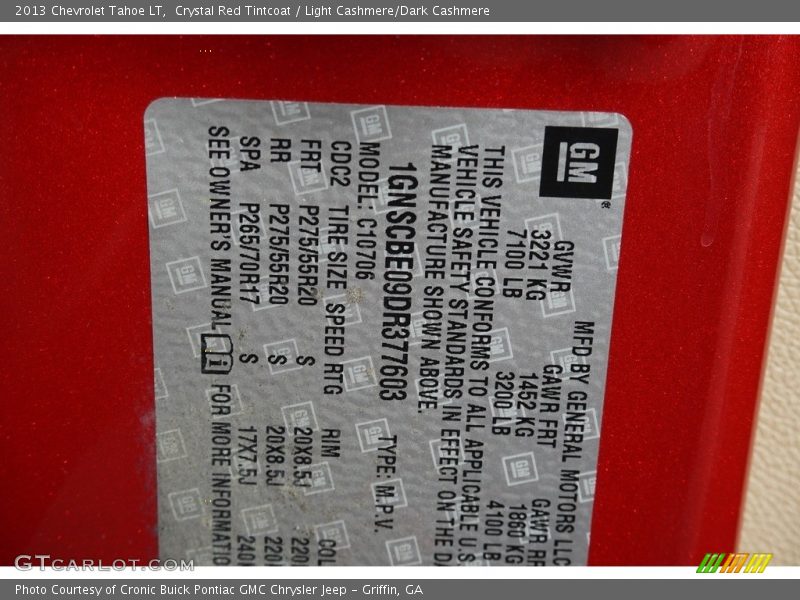 2013 Chevrolet Tahoe LT, Crystal Red Tintcoat / Light Cashmere/Dark Cashmere
GM
MFD BY GENERAL MOTORS LLC
GVWR GAWR FRT GAWR RR
3221 KG 1452 KG 1860 KG
7100 LB 3200 LB 4100 LB
THIS VEHICLE CONFORMS TO ALL APPLICABLE U.S
VEHICLE SAFETY STANDARDS IN EFFECT ON THE
MANUFACTURE SHOWN ABOVE.
1GNSCBE09DR377603 TYPE: M.P.V.
MODEL: C10706
CDC2 TIRE SIZE SPEED RTG RIM COL
FRT P275/55R20 S 20X8.5J 220
RR P275/55R20 S 20X8.5J 220
SPA P265/70R17 S 17X7.5J 240
SEE OWNER'S MANUAL FOR MORE INFORMATIO
GTCarLot.com
Photo Courtesy of Cronic Buick Pontiac GMC Chrysler Jeep - Griffin, GA